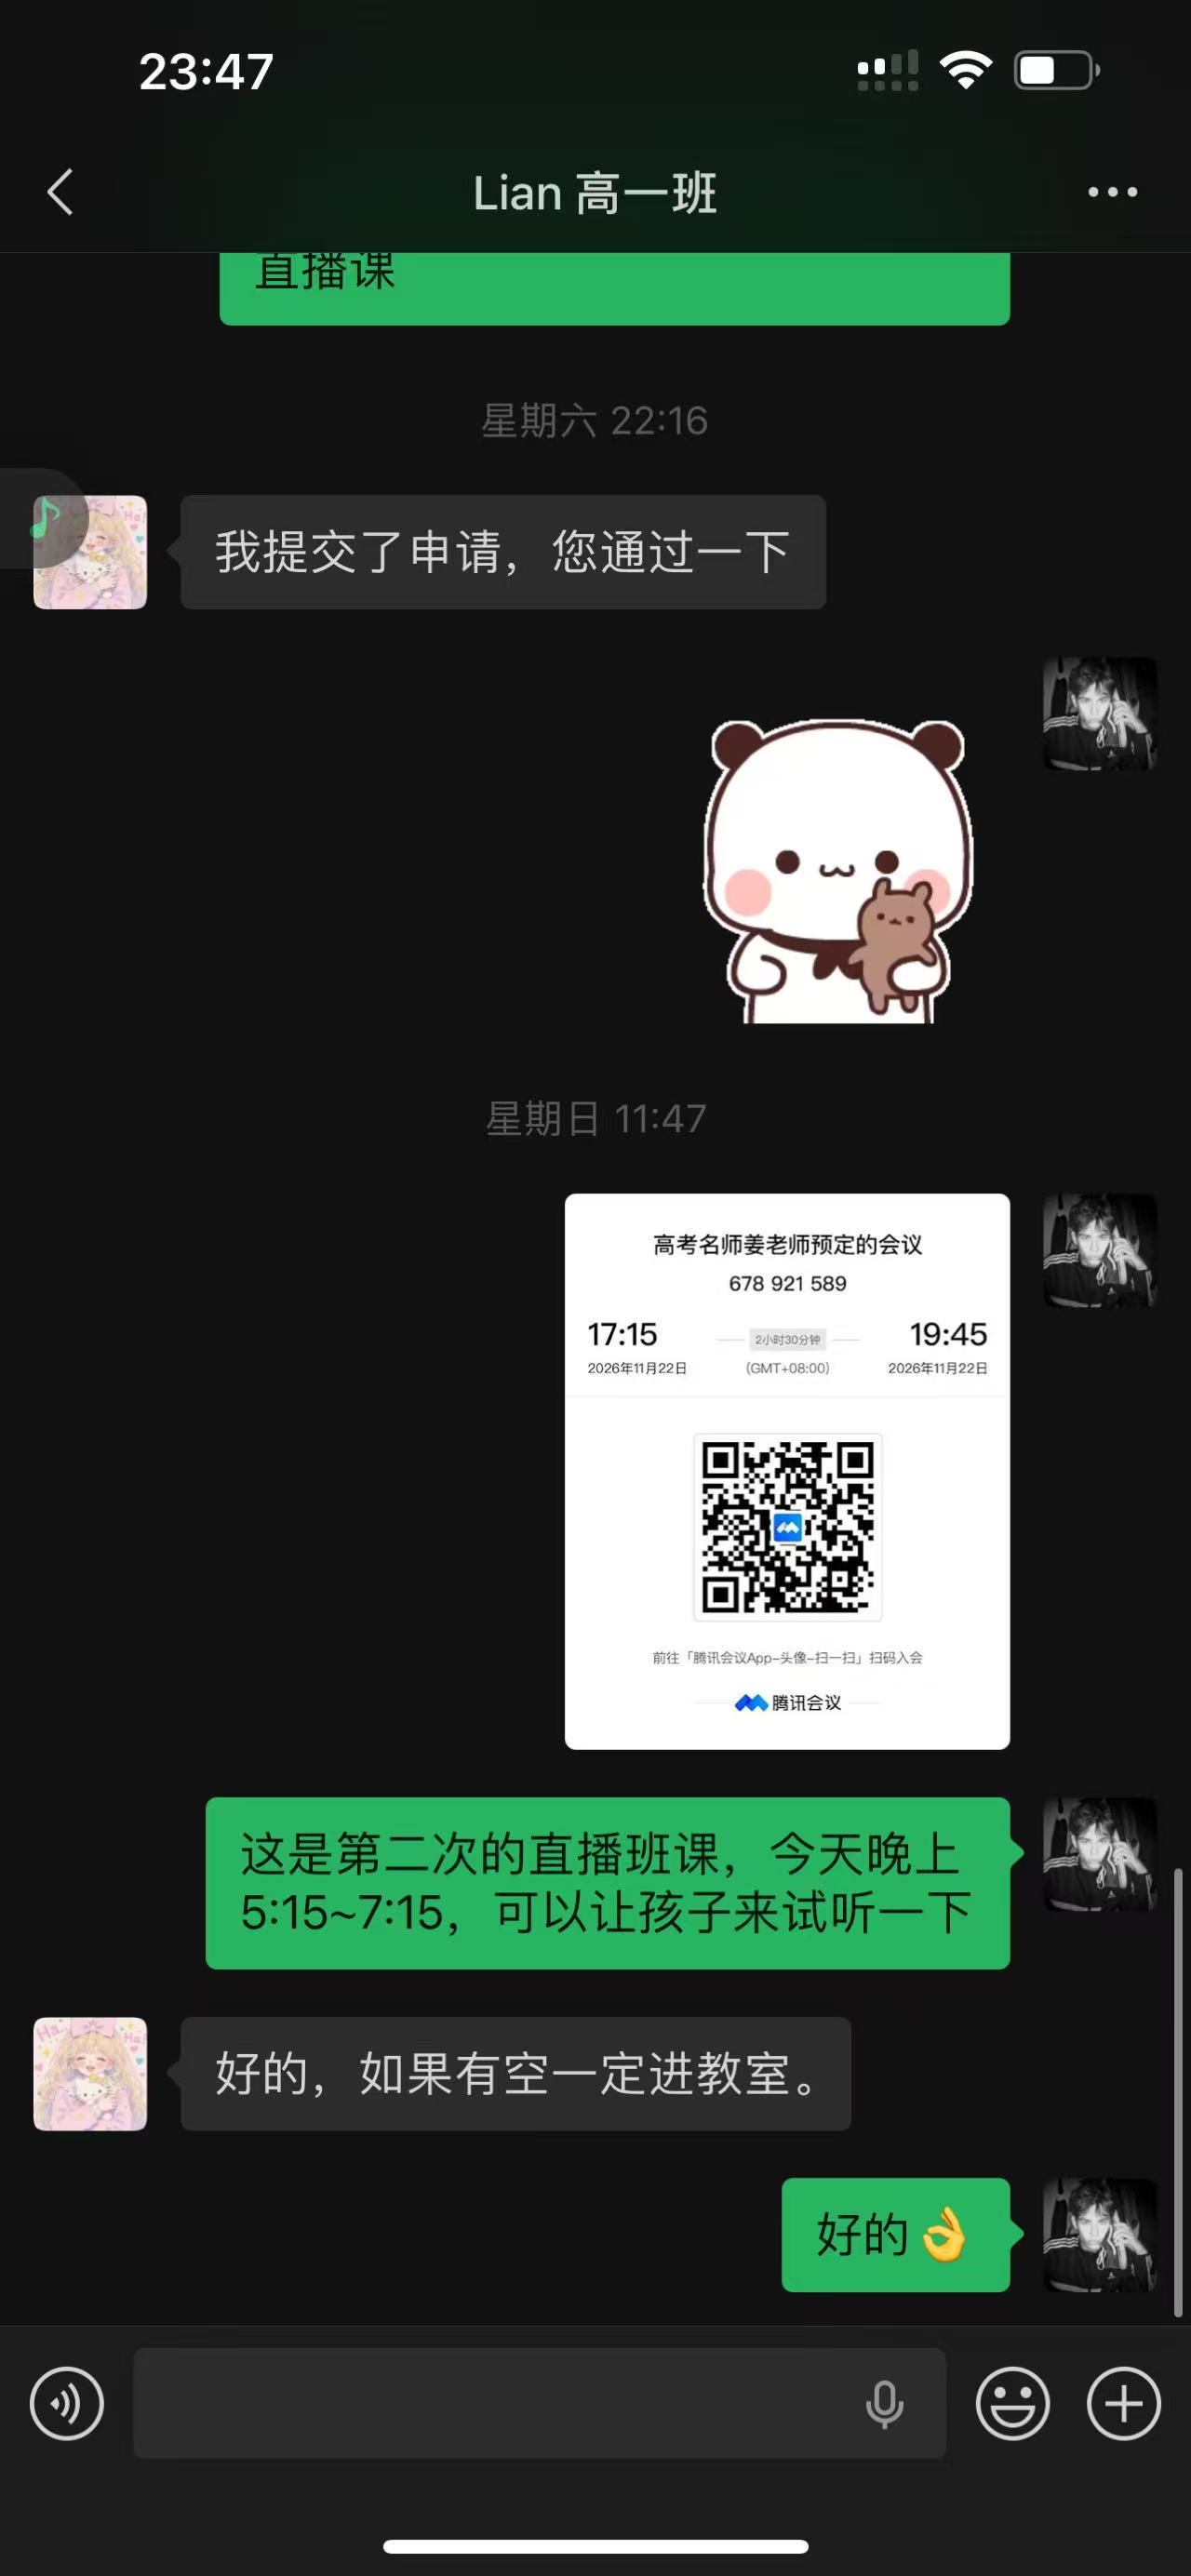 23:47
Lian 高一班
直播课
星期六 22:16
我提交了申请，您通过一下
星期日 11:47
高考名师姜老师预定的会议
678 921 589
17:15
2小时30分钟
19:45
2026年11月22日
(GMT+08:00)
2026年11月22日
前往「腾讯会议App-头像-扫一扫」扫码入会
腾讯会议
这是第二次的直播班课，今天晚上
5:15~7:15，可以让孩子来试听一下
Ha
Ha!
好的，如果有空一定进教室。
好的👌